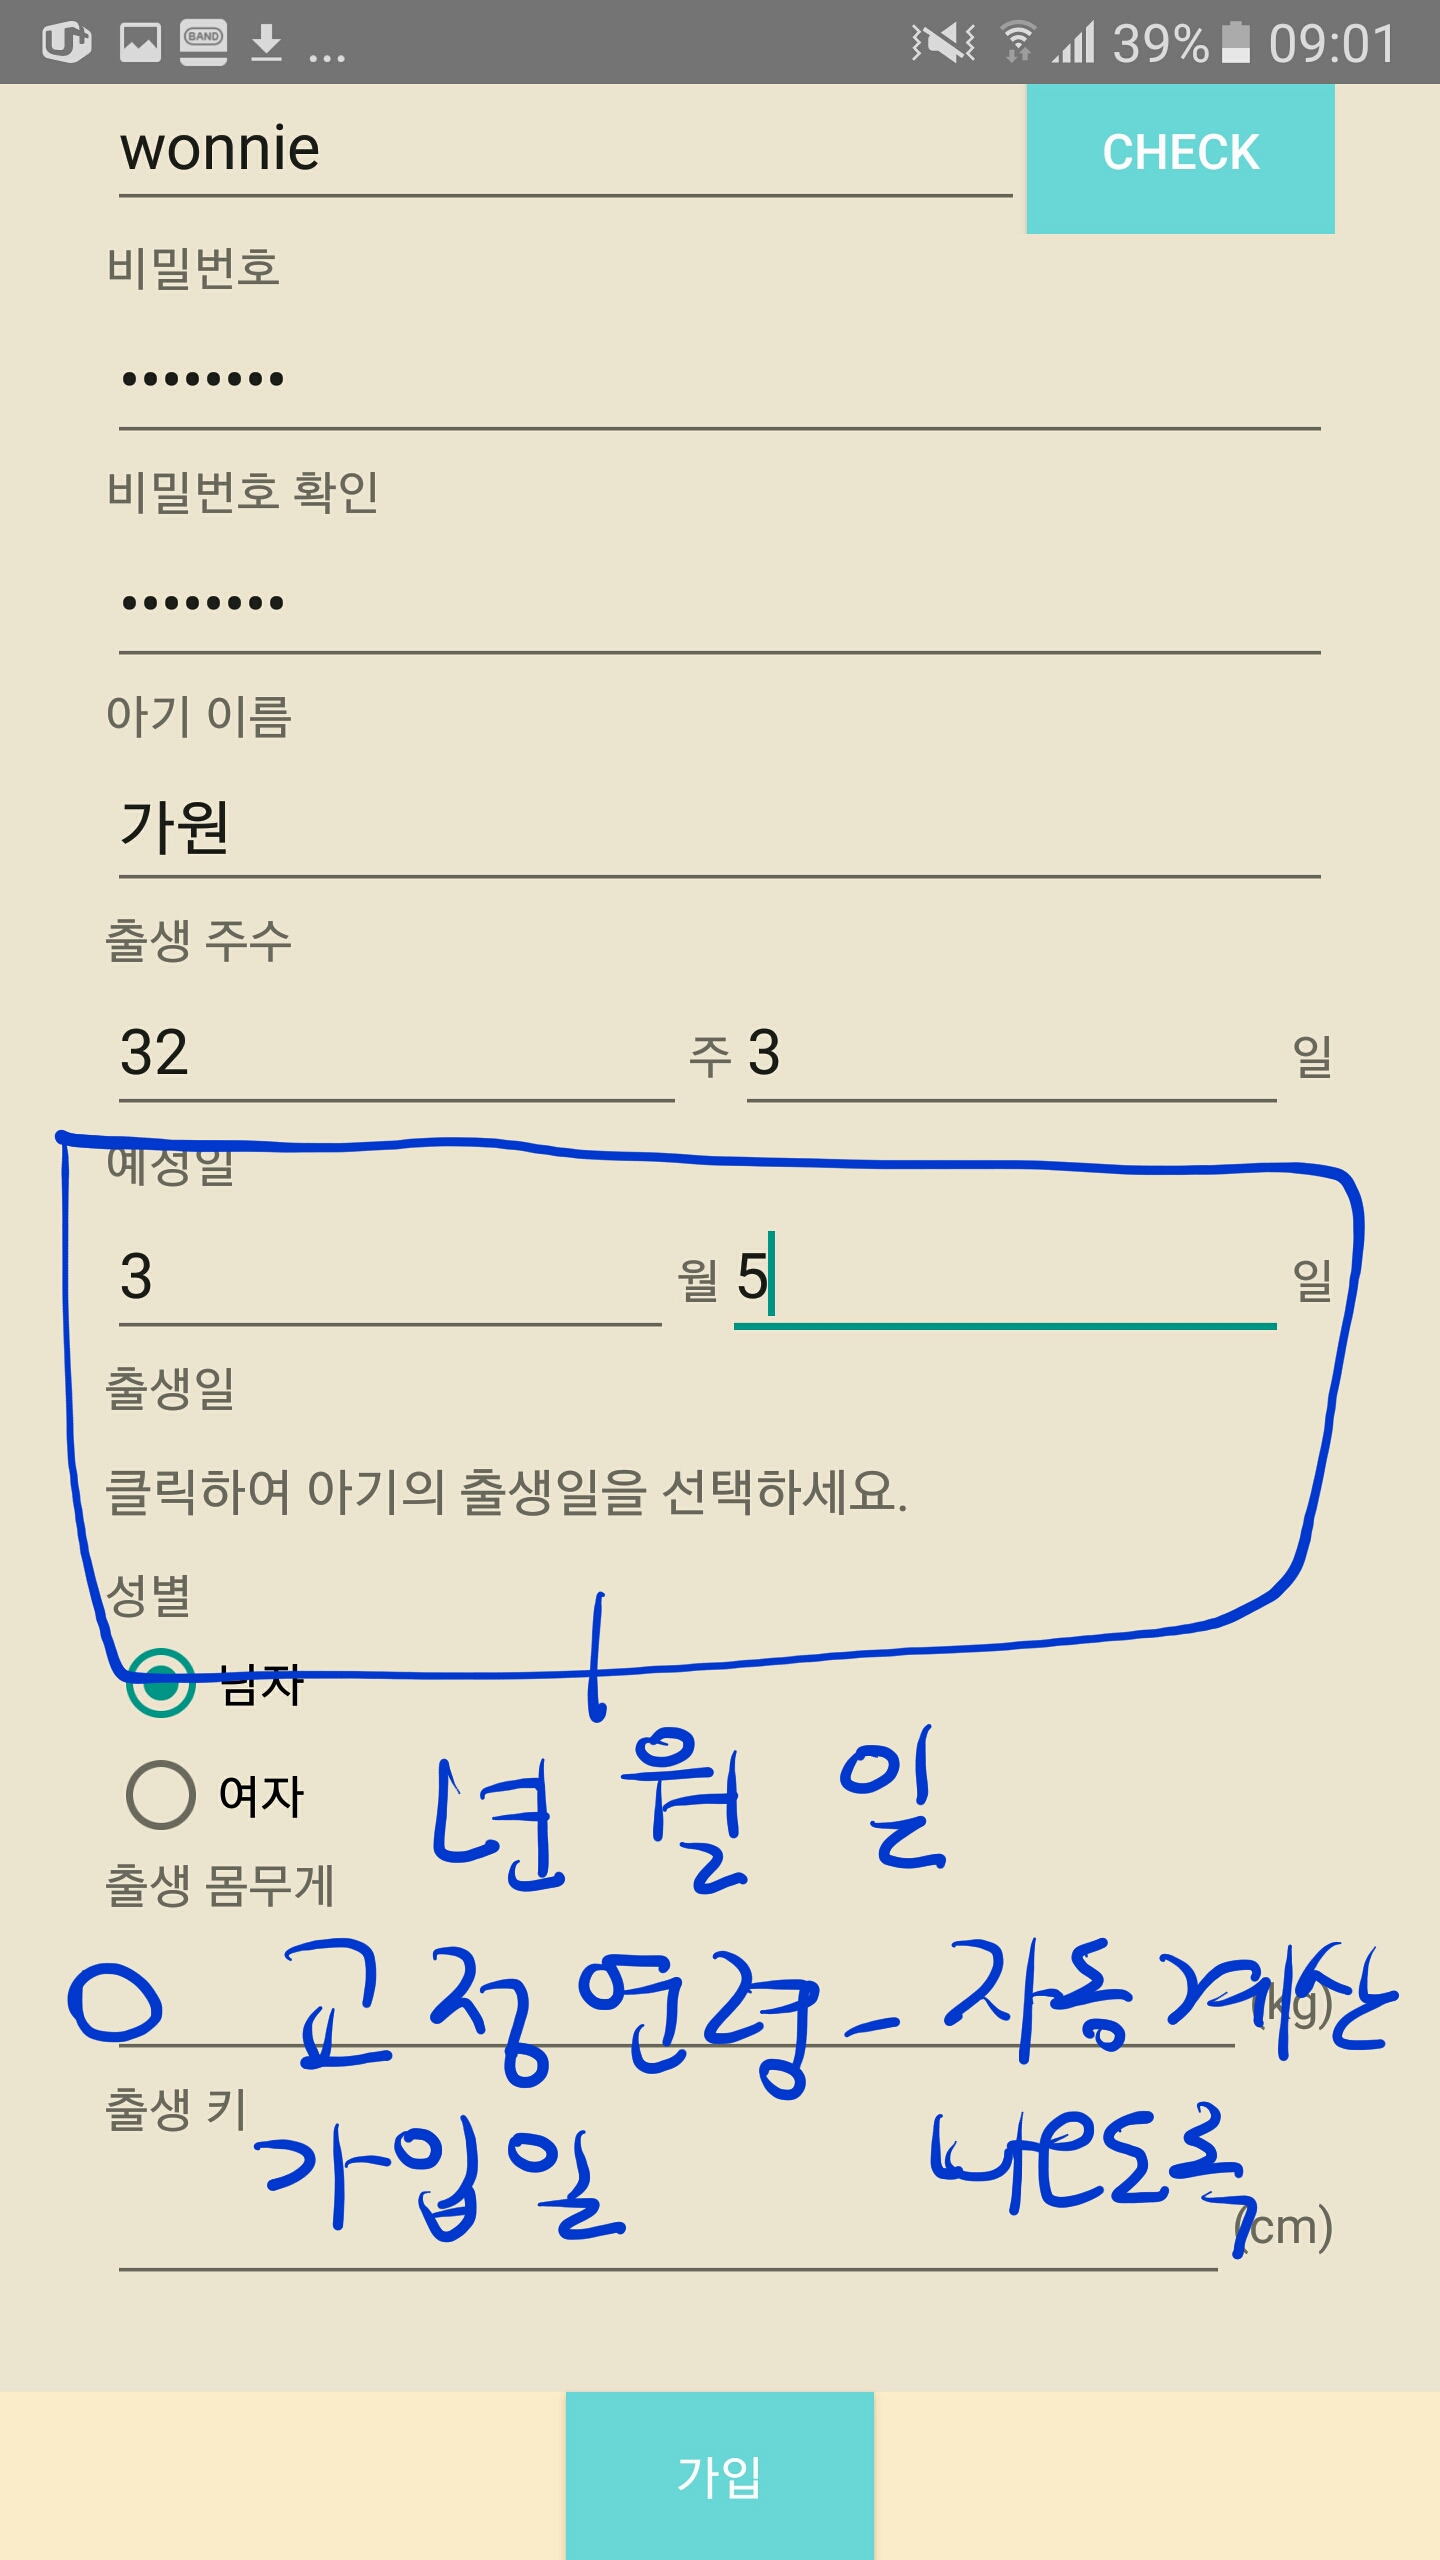 BAND ... 39% 09:01
wonnie CHECK
비밀번호
••••••••
비밀번호 확인
••••••••
아기 이름
가원
출생 주수
32 주 3 일
예정일
3 월 5 일
출생일
클릭하여 아기의 출생일을 선택하세요.
성별
남자
여자
년 월 일
출생 몸무게
(kg)
ㅇ 교정연령 - 자동계산
출생 키
가입일 나오도록
(cm)
가입